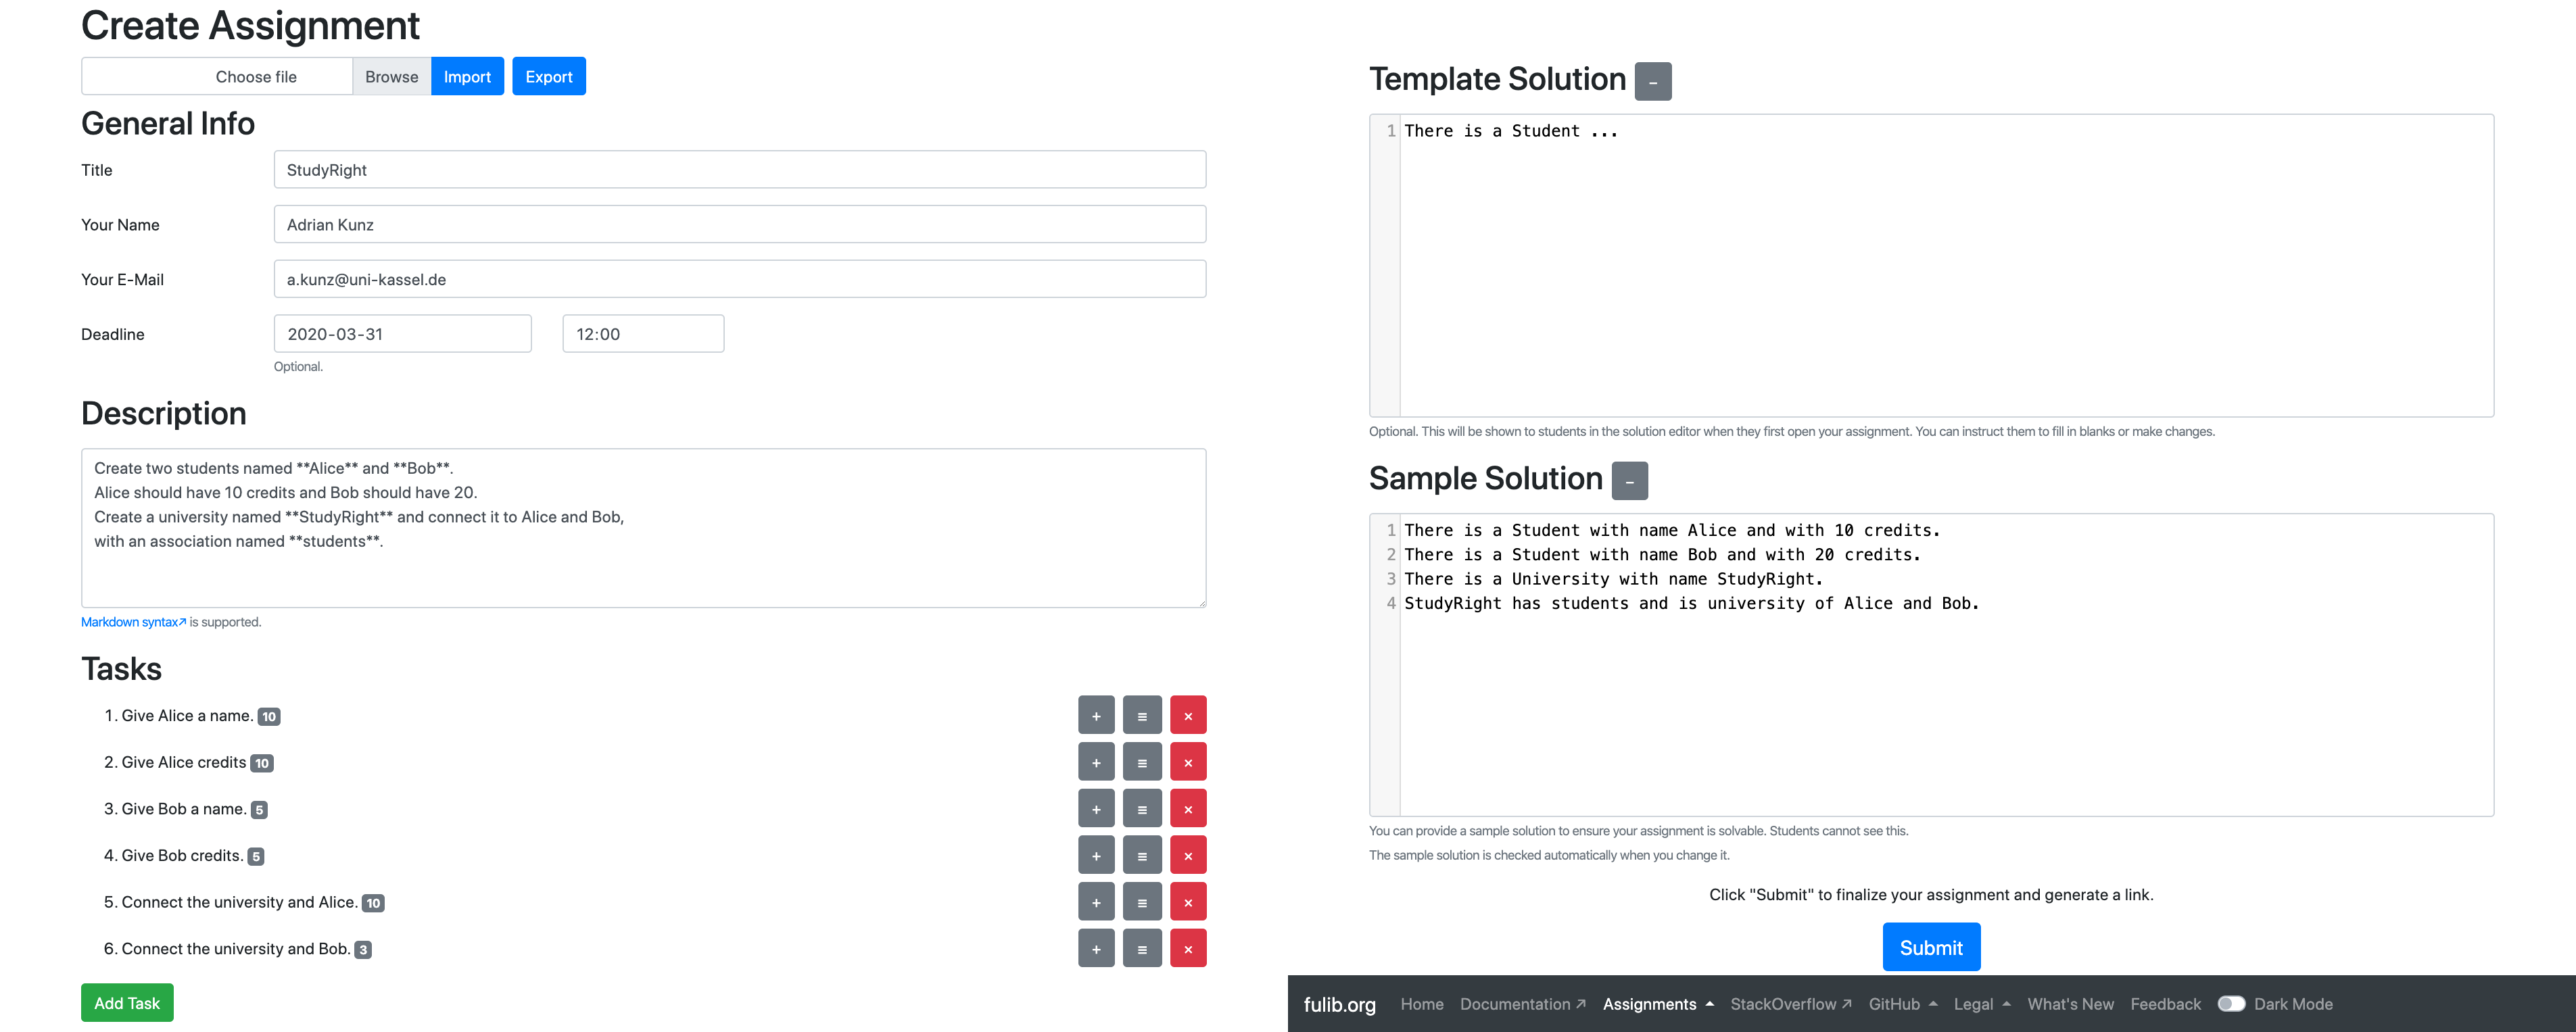 Create Assignment
Choose file Browse Import Export
General Info
Title StudyRight
Your Name Adrian Kunz
Your E-Mail a.kunz@uni-kassel.de
Deadline 2020-03-31 12:00
Optional.
Description
Create two students named **Alice** and **Bob**.
Alice should have 10 credits and Bob should have 20.
Create a university named **StudyRight** and connect it to Alice and Bob,
with an association named **students**.
Markdown syntax↗ is supported.
Tasks
1. Give Alice a name. 10 + ≡ ×
2. Give Alice credits 10 + ≡ ×
3. Give Bob a name. 5 + ≡ ×
4. Give Bob credits. 5 + ≡ ×
5. Connect the university and Alice. 10 + ≡ ×
6. Connect the university and Bob. 3 + ≡ ×
Add Task
Template Solution –
1 There is a Student ...
Optional. This will be shown to students in the solution editor when they first open your assignment. You can instruct them to fill in blanks or make changes.
Sample Solution –
1 There is a Student with name Alice and with 10 credits.
2 There is a Student with name Bob and with 20 credits.
3 There is a University with name StudyRight.
4 StudyRight has students and is university of Alice and Bob.
You can provide a sample solution to ensure your assignment is solvable. Students cannot see this.
The sample solution is checked automatically when you change it.
Click "Submit" to finalize your assignment and generate a link.
Submit
fulib.org Home Documentation ↗ Assignments StackOverflow ↗ GitHub Legal What's New Feedback Dark Mode